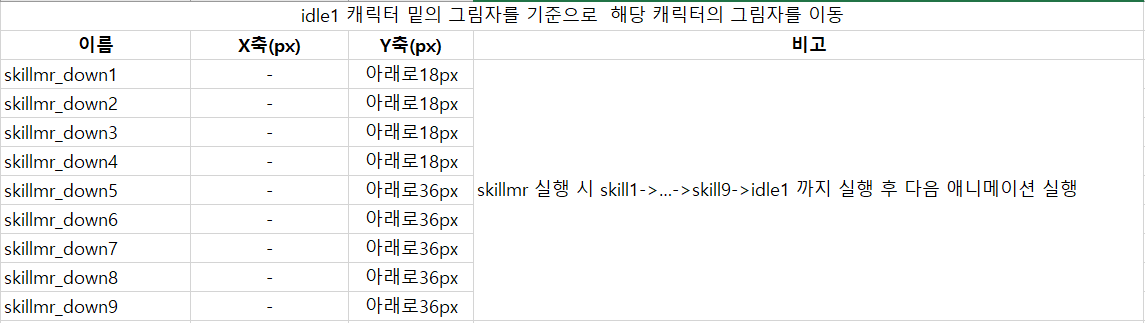 idle1 캐릭터 밑의 그림자를 기준으로 해당 캐릭터의 그림자를 이동
이름 X축(px) Y축(px) 비고
skillmr_down1 - 아래로18px
skillmr_down2 - 아래로18px
skillmr_down3 - 아래로18px
skillmr_down4 - 아래로18px
skillmr_down5 - 아래로36px skillmr 실행 시 skill1->...->skill9->idle1 까지 실행 후 다음 애니메이션 실행
skillmr_down6 - 아래로36px
skillmr_down7 - 아래로36px
skillmr_down8 - 아래로36px
skillmr_down9 - 아래로36px